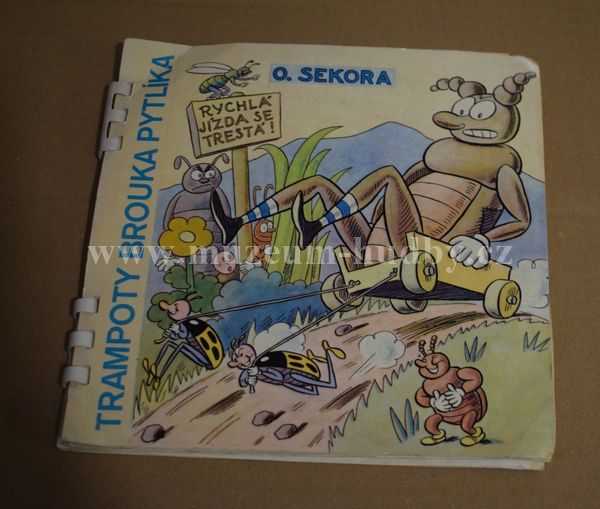 TRAMPOTY BROUKA PYTLÍKA
O. SEKORA
RYCHLÁ
JÍZDA SE
TRESTÁ!
www.muzeum-hudby.cz